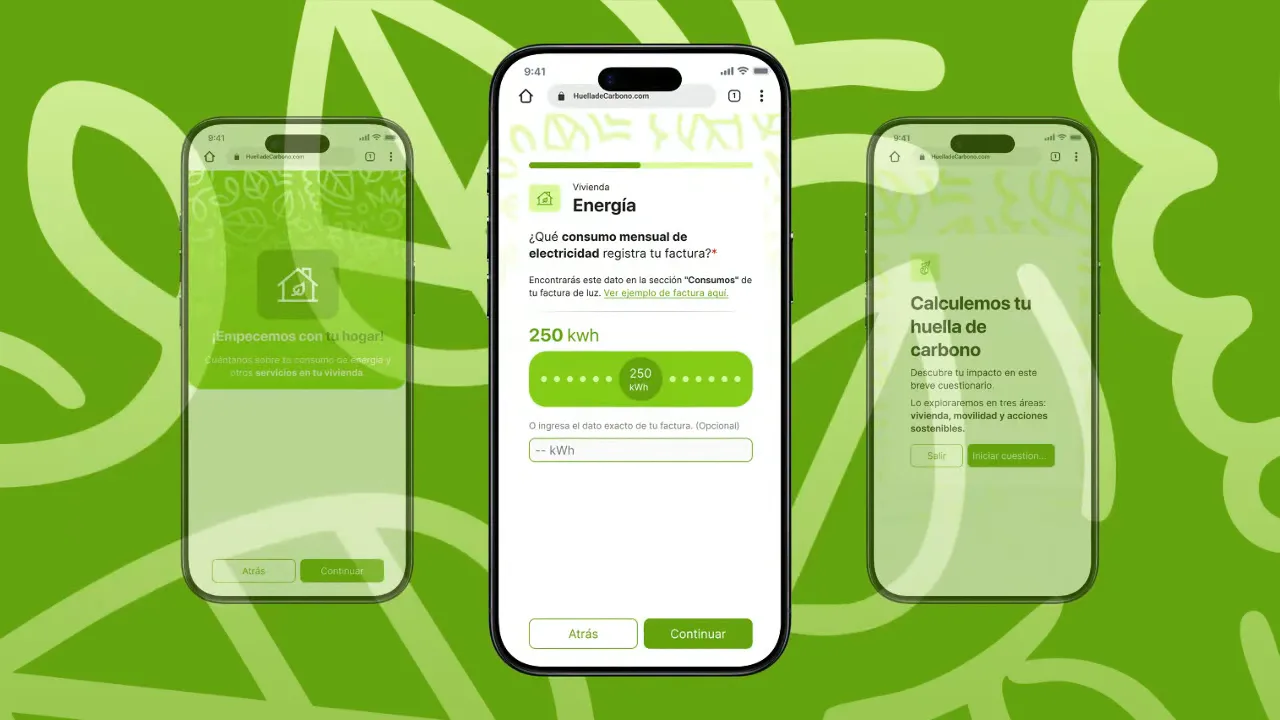 9:41
HuelladeCarbono.com
1
¡Empecemos con tu hogar!
Cuéntanos sobre tu consumo de energía y
otros servicios en tu vivienda
Atrás
Continuar
9:41
HuelladeCarbono.com
1
Vivienda
Energía
¿Qué consumo mensual de
electricidad registra tu factura?*
Encontrarás este dato en la sección "Consumos" de
tu factura de luz. Ver ejemplo de factura aquí.
250 kwh
250
kWh
O ingresa el dato exacto de tu factura. (Opcional)
-- kWh
Atrás
Continuar
9:41
HuelladeCarbono.com
1
Calculemos tu
huella de
carbono
Descubre tu impacto en este
breve cuestionario.
Lo exploraremos en tres áreas:
vivienda, movilidad y acciones
sostenibles.
Salir
Iniciar cuestion...